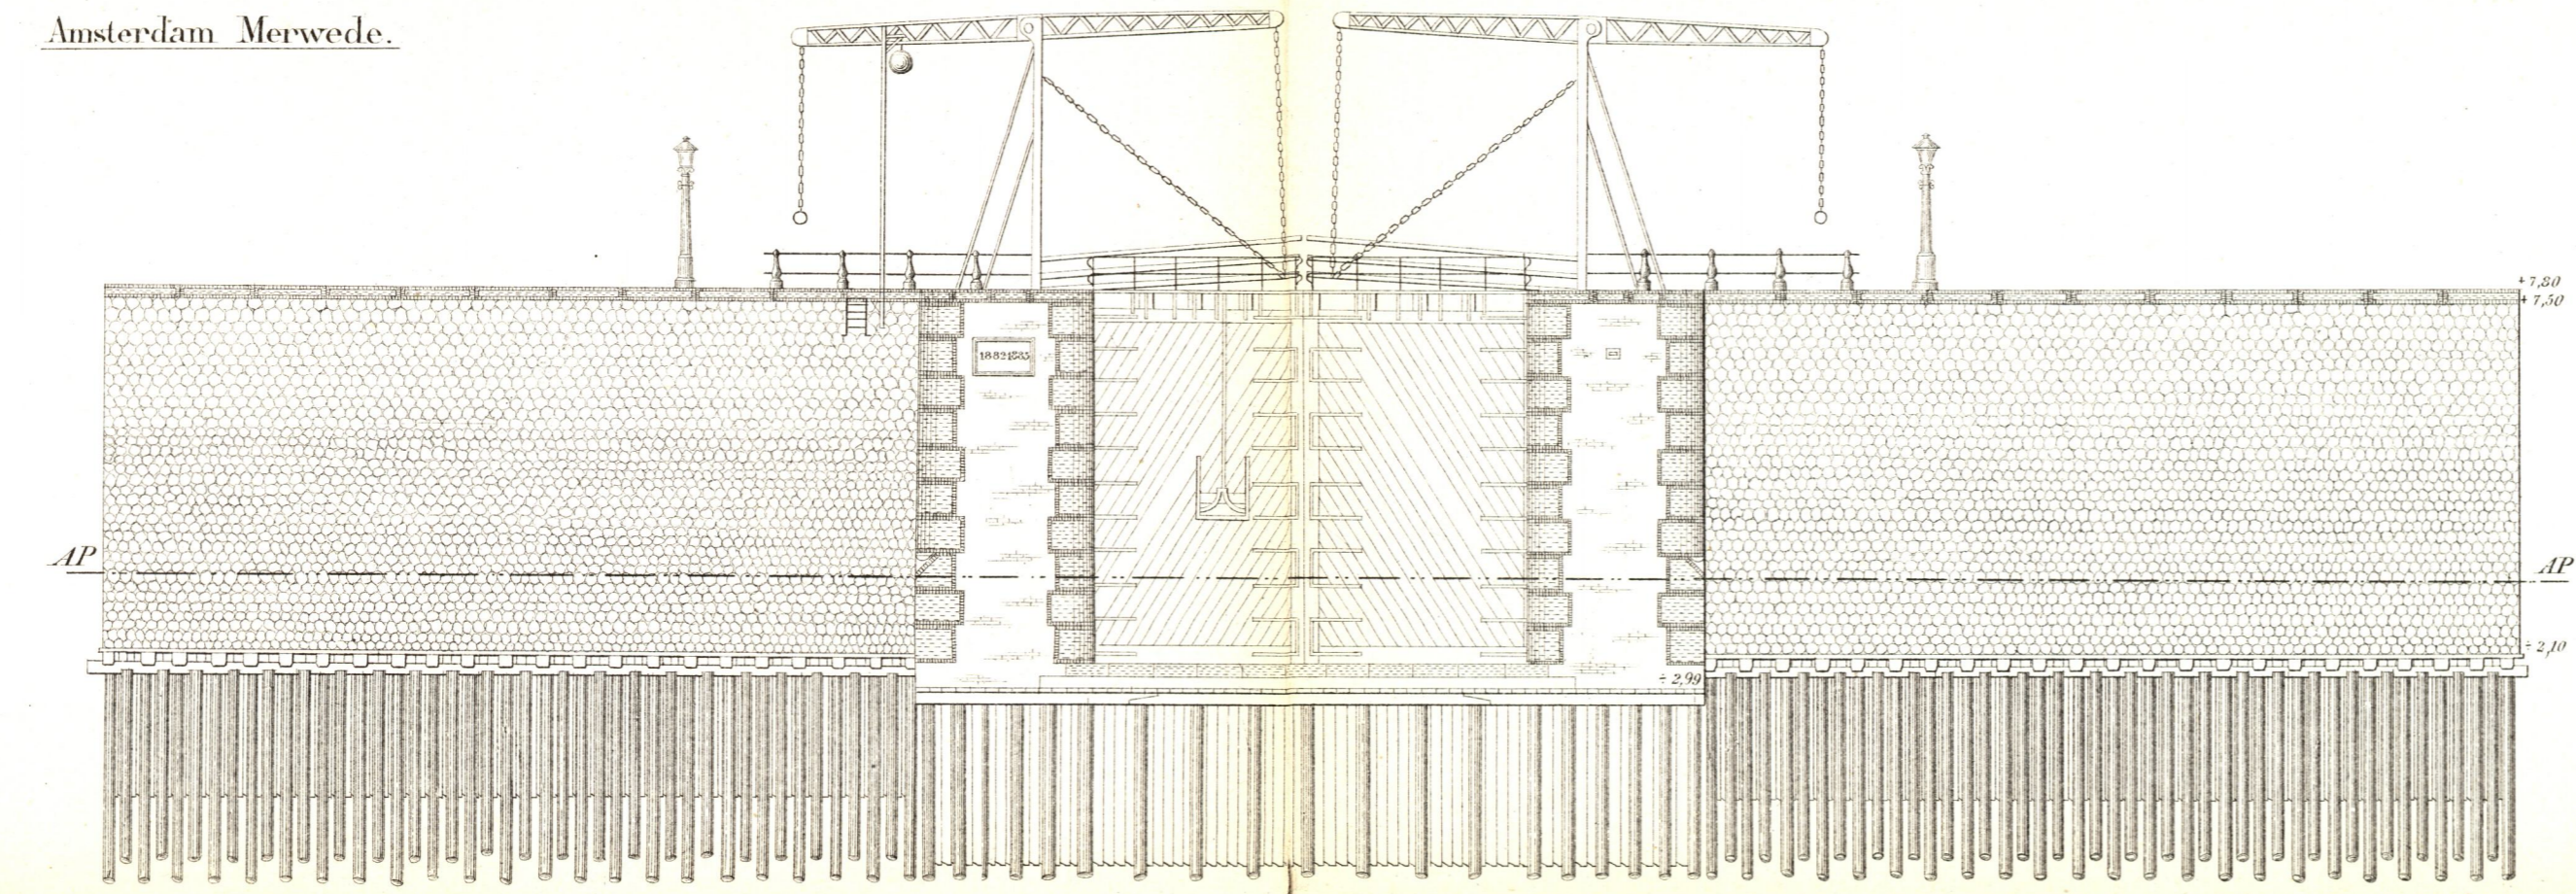 Amsterdam Merwede.
+ 7,80
+ 7,50
1882 1885
AP
AP
÷ 2,10
÷ 2,99